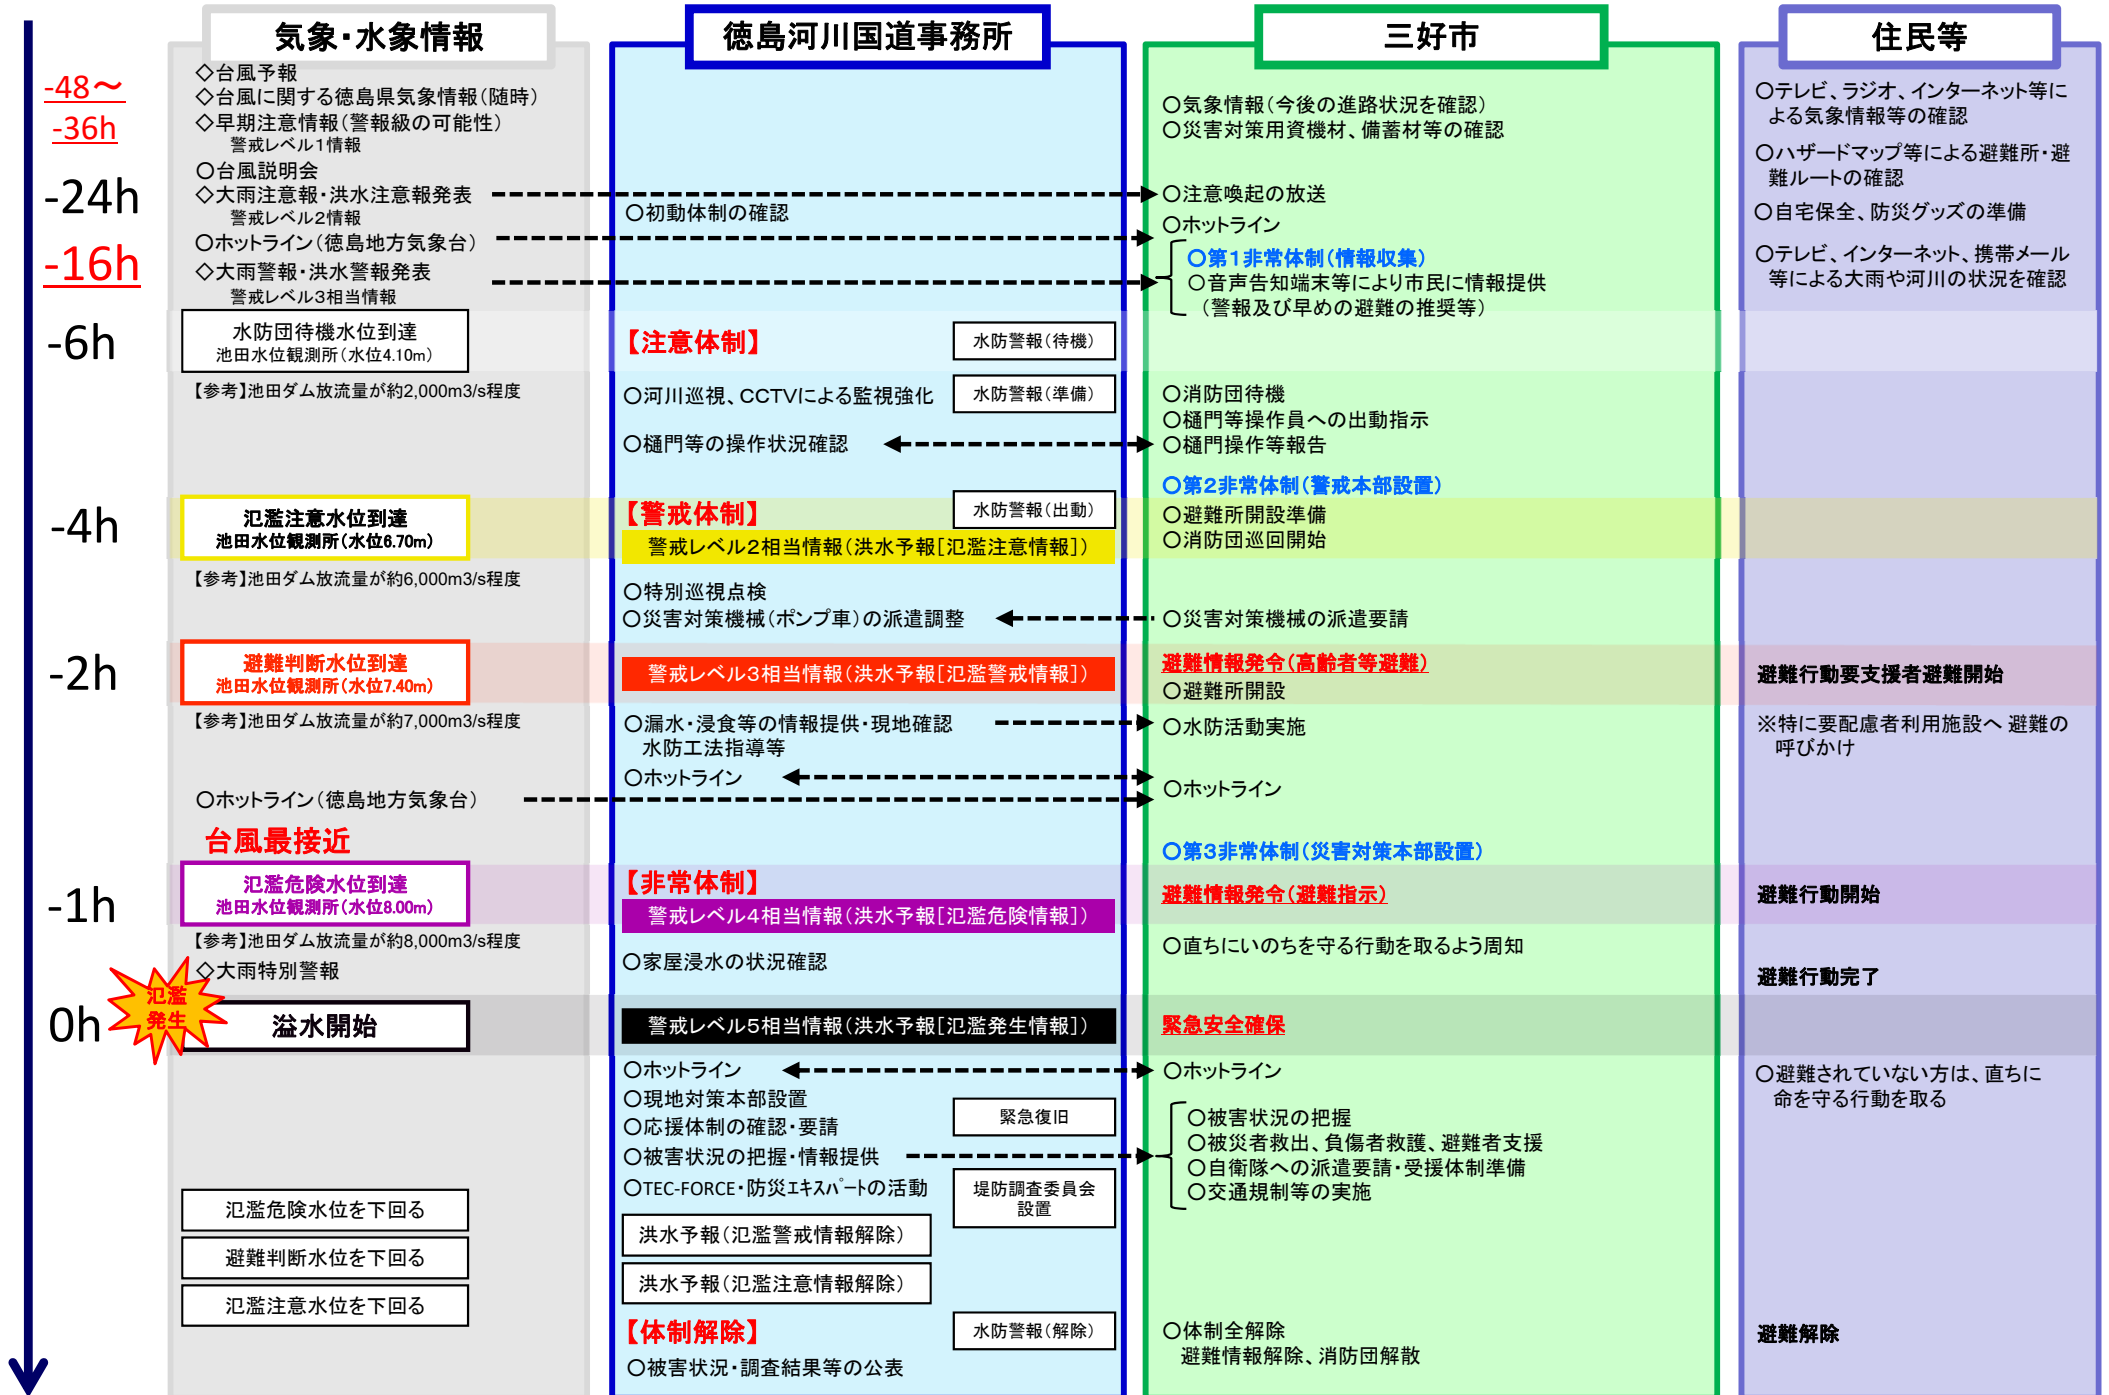 気象・水象情報
徳島河川国道事務所
三好市
住民等
-48～
-36h
-24h
-16h
-6h
-4h
-2h
-1h
0h
◇台風予報
◇台風に関する徳島県気象情報(随時)
◇早期注意情報(警報級の可能性)
警戒レベル1情報
○台風説明会
◇大雨注意報・洪水注意報発表
警戒レベル2情報
○ホットライン(徳島地方気象台)
◇大雨警報・洪水警報発表
警戒レベル3相当情報
水防団待機水位到達
池田水位観測所(水位4.10m)
【参考】池田ダム放流量が約2,000m3/s程度
氾濫注意水位到達
池田水位観測所(水位6.70m)
【参考】池田ダム放流量が約6,000m3/s程度
避難判断水位到達
池田水位観測所(水位7.40m)
【参考】池田ダム放流量が約7,000m3/s程度
○ホットライン(徳島地方気象台)
台風最接近
氾濫危険水位到達
池田水位観測所(水位8.00m)
【参考】池田ダム放流量が約8,000m3/s程度
◇大雨特別警報
氾濫
発生
溢水開始
氾濫危険水位を下回る
避難判断水位を下回る
氾濫注意水位を下回る
○初動体制の確認
【注意体制】
水防警報(待機)
○河川巡視、CCTVによる監視強化
水防警報(準備)
○樋門等の操作状況確認
【警戒体制】
水防警報(出動)
警戒レベル2相当情報(洪水予報[氾濫注意情報])
○特別巡視点検
○災害対策機械(ポンプ車)の派遣調整
警戒レベル3相当情報(洪水予報[氾濫警戒情報])
○漏水・浸食等の情報提供・現地確認
水防工法指導等
○ホットライン
【非常体制】
警戒レベル4相当情報(洪水予報[氾濫危険情報])
○家屋浸水の状況確認
警戒レベル5相当情報(洪水予報[氾濫発生情報])
○ホットライン
○現地対策本部設置
○応援体制の確認・要請
緊急復旧
○被害状況の把握・情報提供
○TEC-FORCE・防災ｴｷｽﾊﾟｰﾄの活動
堤防調査委員会
設置
洪水予報(氾濫警戒情報解除)
洪水予報(氾濫注意情報解除)
【体制解除】
水防警報(解除)
○被害状況・調査結果等の公表
○気象情報(今後の進路状況を確認)
○災害対策用資機材、備蓄材等の確認
○注意喚起の放送
○ホットライン
○第1非常体制(情報収集)
○音声告知端末等により市民に情報提供
(警報及び早めの避難の推奨等)
○消防団待機
○樋門等操作員への出動指示
○樋門操作等報告
○第2非常体制(警戒本部設置)
○避難所開設準備
○消防団巡回開始
○災害対策機械の派遣要請
避難情報発令(高齢者等避難)
○避難所開設
○水防活動実施
○ホットライン
○第3非常体制(災害対策本部設置)
避難情報発令(避難指示)
○直ちにいのちを守る行動を取るよう周知
緊急安全確保
○ホットライン
○被害状況の把握
○被災者救出、負傷者救護、避難者支援
○自衛隊への派遣要請・受援体制準備
○交通規制等の実施
○体制全解除
避難情報解除、消防団解散
○テレビ、ラジオ、インターネット等に
よる気象情報等の確認
○ハザードマップ等による避難所・避
難ルートの確認
○自宅保全、防災グッズの準備
○テレビ、インターネット、携帯メール
等による大雨や河川の状況を確認
避難行動要支援者避難開始
※特に要配慮者利用施設へ 避難の
呼びかけ
避難行動開始
避難行動完了
○避難されていない方は、直ちに
命を守る行動を取る
避難解除